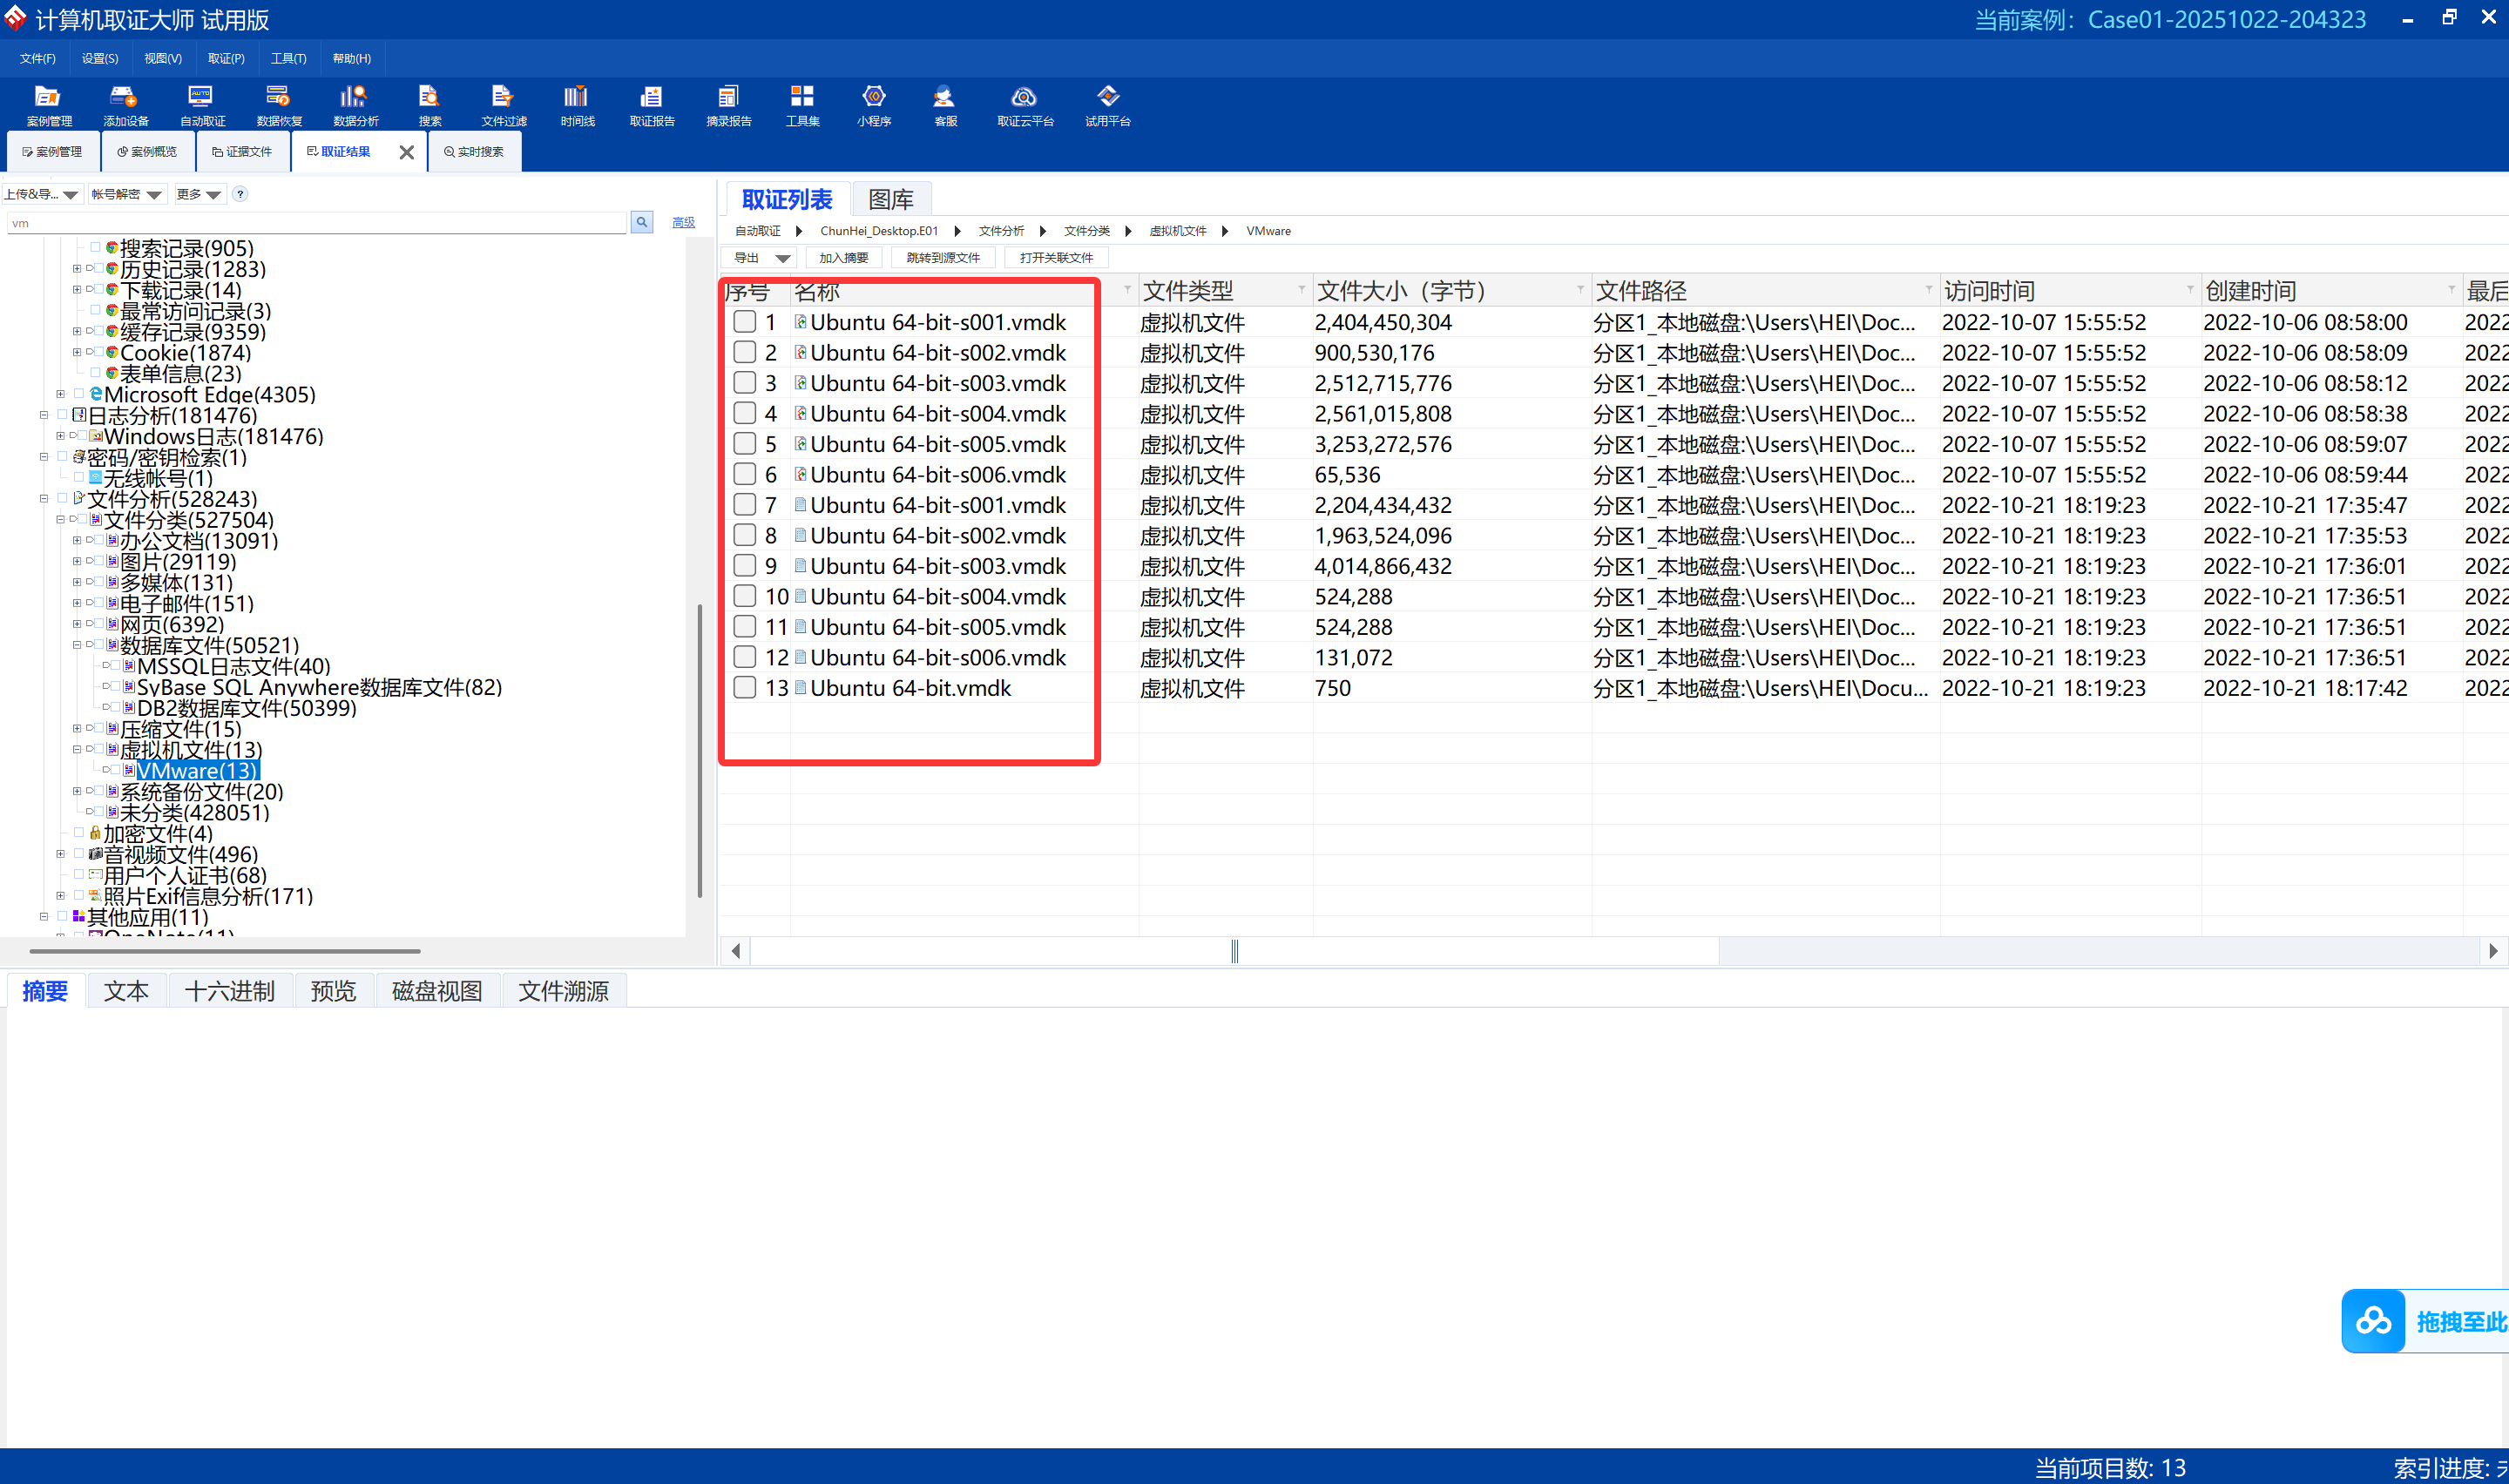 计算机取证大师 试用版
当前案例：Case01-20251022-204323
文件(F) 设置(S) 视图(V) 取证(P) 工具(T) 帮助(H)
案例管理 添加设备 自动取证 数据恢复 数据分析 搜索 文件过滤 时间线 取证报告 摘录报告 工具集 小程序 客服 取证云平台 试用平台
案例管理 案例概览 证据文件 取证结果 实时搜索
上传&导... 帐号解密 更多 ?
vm 高级
搜索记录(905)
历史记录(1283)
下载记录(14)
最常访问记录(3)
缓存记录(9359)
Cookie(1874)
表单信息(23)
Microsoft Edge(4305)
日志分析(181476)
Windows日志(181476)
密码/密钥检索(1)
无线帐号(1)
文件分析(528243)
文件分类(527504)
办公文档(13091)
图片(29119)
多媒体(131)
电子邮件(151)
网页(6392)
数据库文件(50521)
MSSQL日志文件(40)
SyBase SQL Anywhere数据库文件(82)
DB2数据库文件(50399)
压缩文件(15)
虚拟机文件(13)
VMware(13)
系统备份文件(20)
未分类(428051)
加密文件(4)
音视频文件(496)
用户个人证书(68)
照片Exif信息分析(171)
其他应用(11)
OneNote(11)
取证列表 图库
自动取证 ChunHei_Desktop.E01 文件分析 文件分类 虚拟机文件 VMware
导出 加入摘要 跳转到源文件 打开关联文件
序号 名称 文件类型 文件大小（字节） 文件路径 访问时间 创建时间 最后
1 Ubuntu 64-bit-s001.vmdk 虚拟机文件 2,404,450,304 分区1_本地磁盘:\Users\HEI\Doc... 2022-10-07 15:55:52 2022-10-06 08:58:00 2022
2 Ubuntu 64-bit-s002.vmdk 虚拟机文件 900,530,176 分区1_本地磁盘:\Users\HEI\Doc... 2022-10-07 15:55:52 2022-10-06 08:58:09 2022
3 Ubuntu 64-bit-s003.vmdk 虚拟机文件 2,512,715,776 分区1_本地磁盘:\Users\HEI\Doc... 2022-10-07 15:55:52 2022-10-06 08:58:12 2022
4 Ubuntu 64-bit-s004.vmdk 虚拟机文件 2,561,015,808 分区1_本地磁盘:\Users\HEI\Doc... 2022-10-07 15:55:52 2022-10-06 08:58:38 2022
5 Ubuntu 64-bit-s005.vmdk 虚拟机文件 3,253,272,576 分区1_本地磁盘:\Users\HEI\Doc... 2022-10-07 15:55:52 2022-10-06 08:59:07 2022
6 Ubuntu 64-bit-s006.vmdk 虚拟机文件 65,536 分区1_本地磁盘:\Users\HEI\Doc... 2022-10-07 15:55:52 2022-10-06 08:59:44 2022
7 Ubuntu 64-bit-s001.vmdk 虚拟机文件 2,204,434,432 分区1_本地磁盘:\Users\HEI\Doc... 2022-10-21 18:19:23 2022-10-21 17:35:47 2022
8 Ubuntu 64-bit-s002.vmdk 虚拟机文件 1,963,524,096 分区1_本地磁盘:\Users\HEI\Doc... 2022-10-21 18:19:23 2022-10-21 17:35:53 2022
9 Ubuntu 64-bit-s003.vmdk 虚拟机文件 4,014,866,432 分区1_本地磁盘:\Users\HEI\Doc... 2022-10-21 18:19:23 2022-10-21 17:36:01 2022
10 Ubuntu 64-bit-s004.vmdk 虚拟机文件 524,288 分区1_本地磁盘:\Users\HEI\Doc... 2022-10-21 18:19:23 2022-10-21 17:36:51 2022
11 Ubuntu 64-bit-s005.vmdk 虚拟机文件 524,288 分区1_本地磁盘:\Users\HEI\Doc... 2022-10-21 18:19:23 2022-10-21 17:36:51 2022
12 Ubuntu 64-bit-s006.vmdk 虚拟机文件 131,072 分区1_本地磁盘:\Users\HEI\Doc... 2022-10-21 18:19:23 2022-10-21 17:36:51 2022
13 Ubuntu 64-bit.vmdk 虚拟机文件 750 分区1_本地磁盘:\Users\HEI\Docu... 2022-10-21 18:19:23 2022-10-21 18:17:42 2022
摘要 文本 十六进制 预览 磁盘视图 文件溯源
拖拽至此
当前项目数: 13 索引进度: